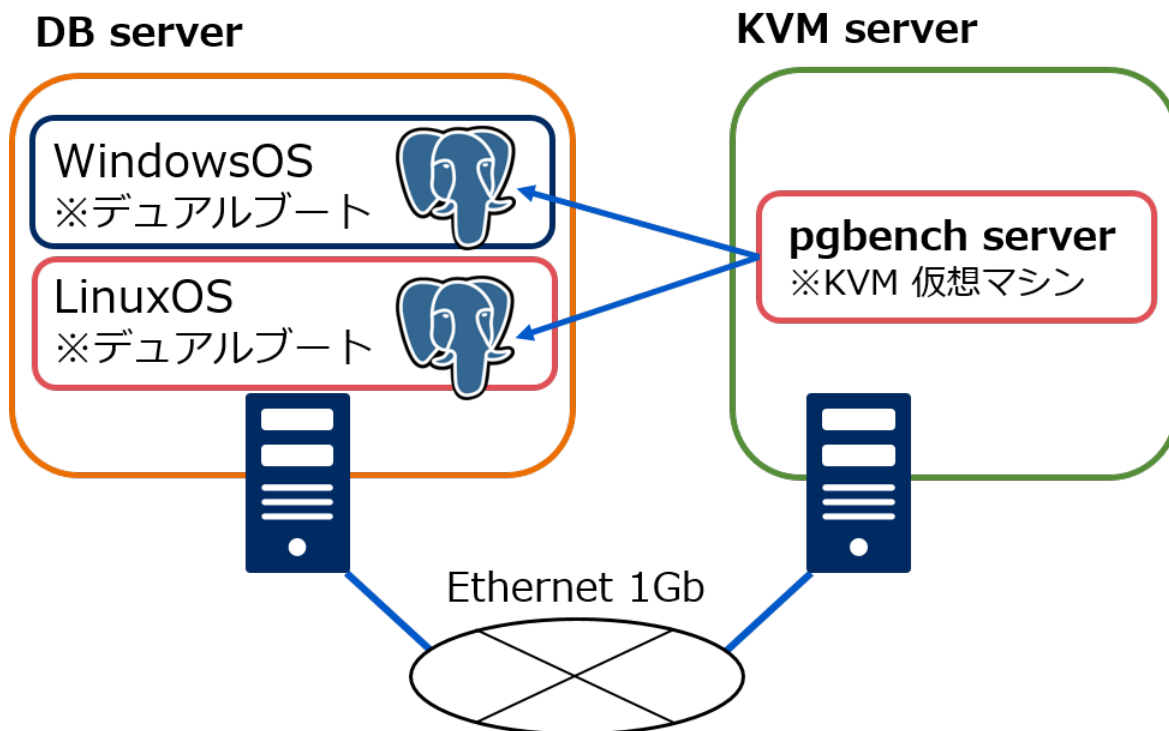 DB server
KVM server
WindowsOS
※デュアルブート
LinuxOS
※デュアルブート
pgbench server
※KVM 仮想マシン
Ethernet 1Gb